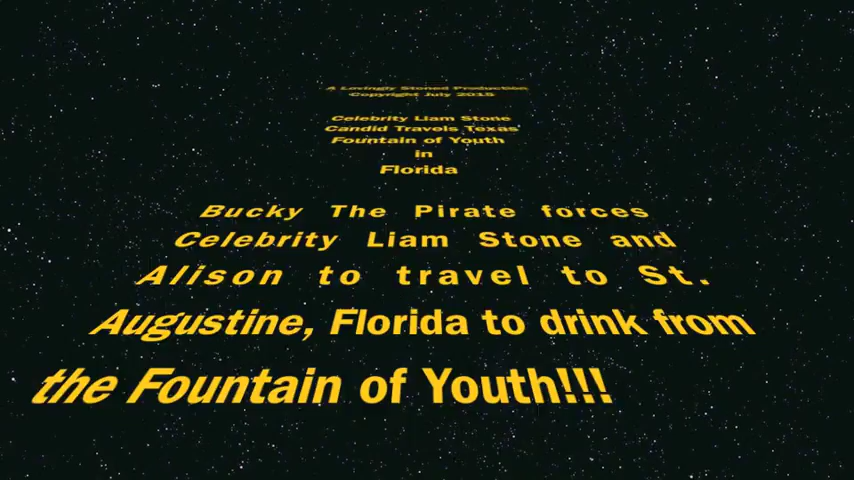 A Lovingly Stoned Production
Copyright July 2015
Celebrity Liam Stone
Candid Travels Texas'
Fountain of Youth
in
Florida
Bucky The Pirate forces
Celebrity Liam Stone and
Alison to travel to St.
Augustine, Florida to drink from
the Fountain of Youth!!!